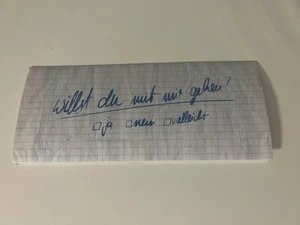 willst du mit mir gehen?
☐ ja ☐ nein ☐ vielleicht